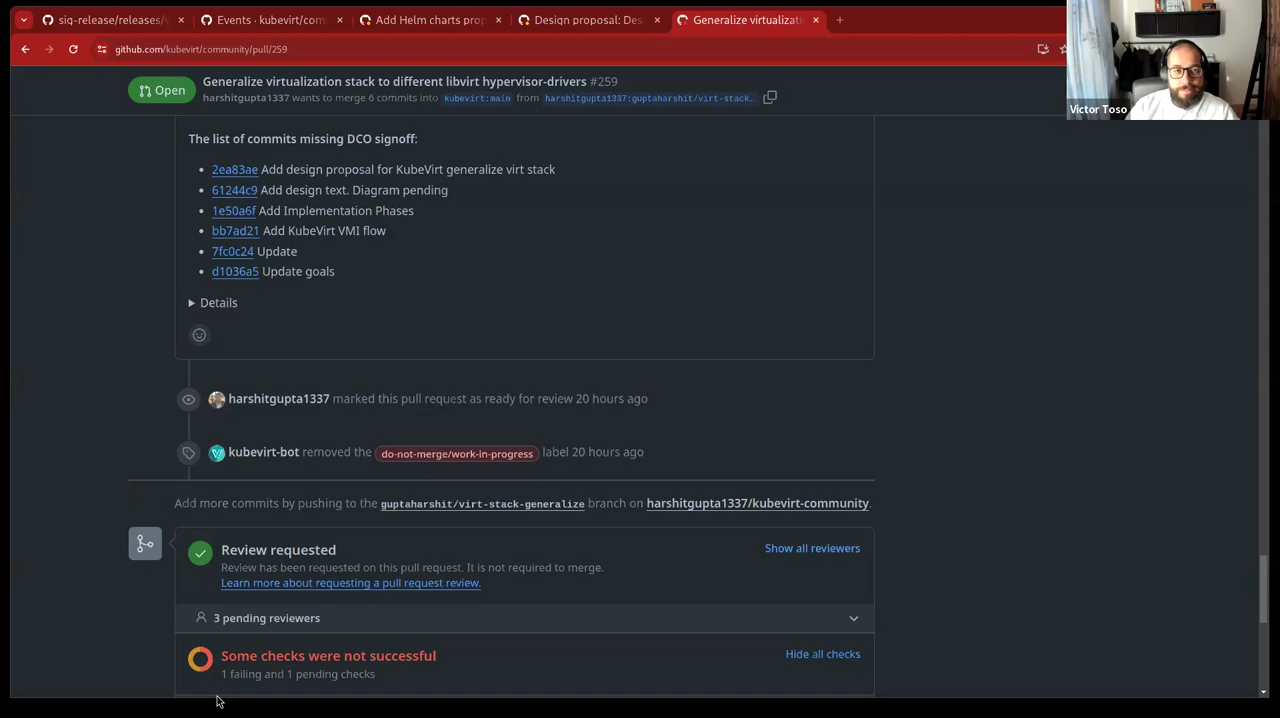 sig-release/releases/v
Events · kubevirt/com
Add Helm charts prop
Design proposal: Des
Generalize virtualizati
github.com/kubevirt/community/pull/259
Victor Toso
Open
Generalize virtualization stack to different libvirt hypervisor-drivers #259
harshitgupta1337 wants to merge 6 commits into kubevirt:main from harshitgupta1337:guptaharshit/virt-stack…
The list of commits missing DCO signoff:
2ea83ae Add design proposal for KubeVirt generalize virt stack
61244c9 Add design text. Diagram pending
1e50a6f Add Implementation Phases
bb7ad21 Add KubeVirt VMI flow
7fc0c24 Update
d1036a5 Update goals
Details
harshitgupta1337 marked this pull request as ready for review 20 hours ago
kubevirt-bot removed the do-not-merge/work-in-progress label 20 hours ago
Add more commits by pushing to the guptaharshit/virt-stack-generalize branch on harshitgupta1337/kubevirt-community.
Review requested
Show all reviewers
Review has been requested on this pull request. It is not required to merge.
Learn more about requesting a pull request review.
3 pending reviewers
Some checks were not successful
Hide all checks
1 failing and 1 pending checks